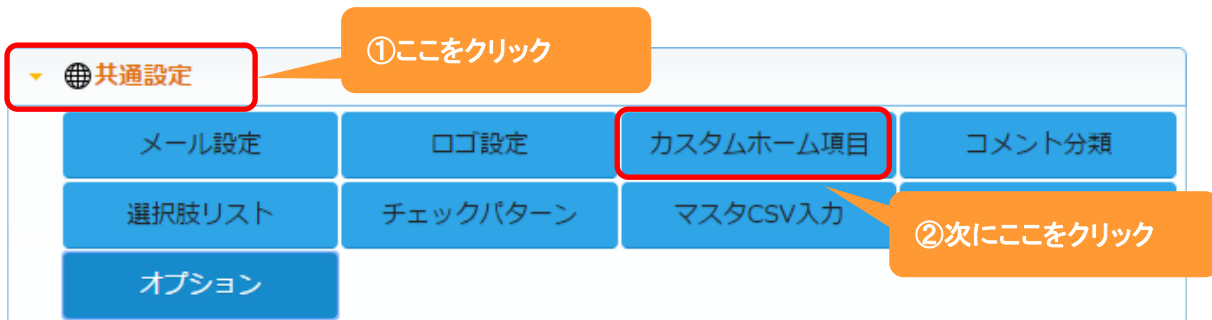 ①ここをクリック
共通設定
メール設定
ロゴ設定
カスタムホーム項目
コメント分類
選択肢リスト
チェックパターン
マスタCSV入力
②次にここをクリック
オプション